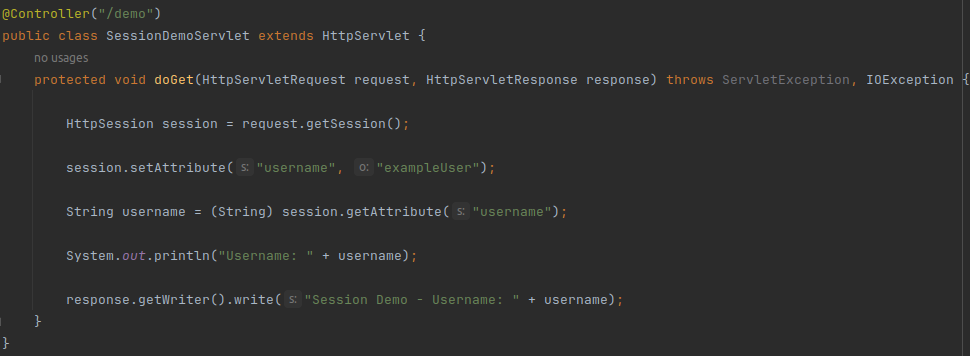 @Controller("/demo")
public class SessionDemoServlet extends HttpServlet {
no usages
protected void doGet(HttpServletRequest request, HttpServletResponse response) throws ServletException, IOException {
HttpSession session = request.getSession();
session.setAttribute( s: "username", o: "exampleUser");
String username = (String) session.getAttribute( s: "username");
System.out.println("Username: " + username);
response.getWriter().write( s: "Session Demo - Username: " + username);
}
}